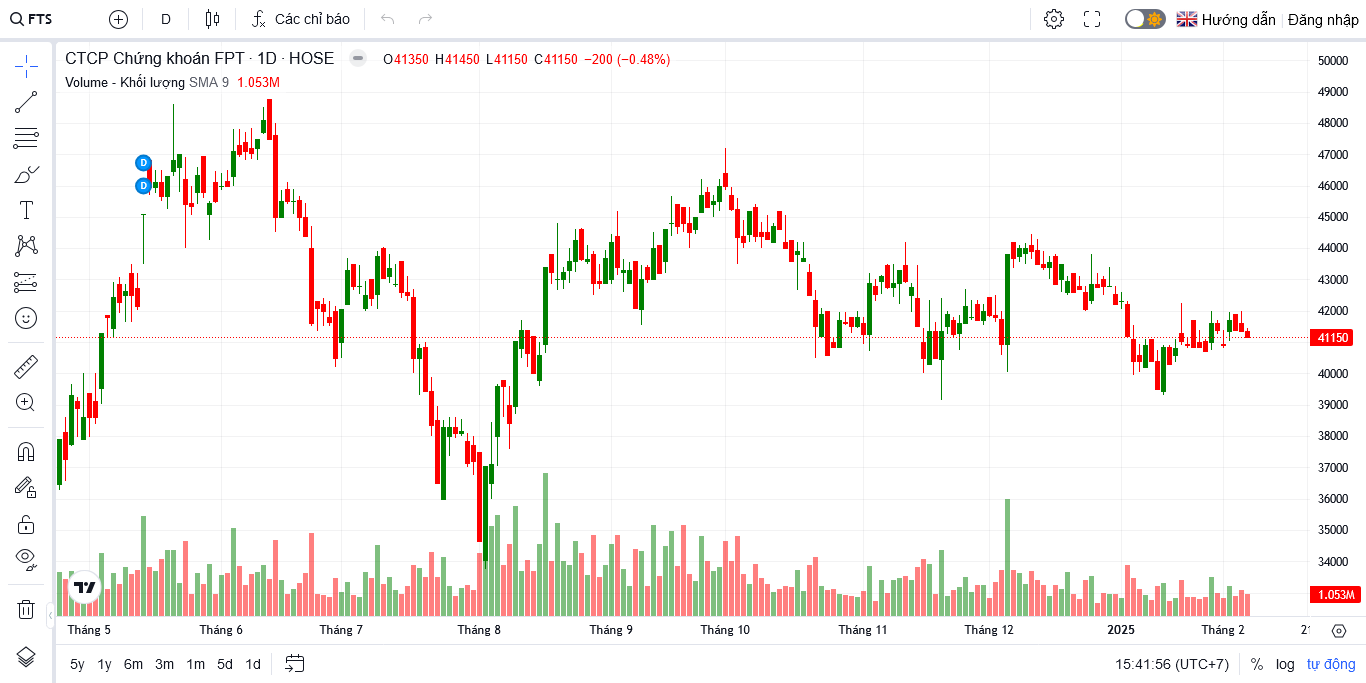 FTS D Các chỉ báo Hướng dẫn Đăng nhập
CTCP Chứng khoán FPT · 1D · HOSE O41350 H41450 L41150 C41150 −200 (−0.48%)
Volume - Khối lượng SMA 9 1.053M
50000
49000
48000
47000
46000
45000
44000
43000
42000
41150
40000
39000
38000
37000
36000
35000
34000
1.053M
D
D
Tháng 5 Tháng 6 Tháng 7 Tháng 8 Tháng 9 Tháng 10 Tháng 11 Tháng 12 2025 Tháng 2 21
5y 1y 6m 3m 1m 5d 1d 15:41:56 (UTC+7) % log tự động